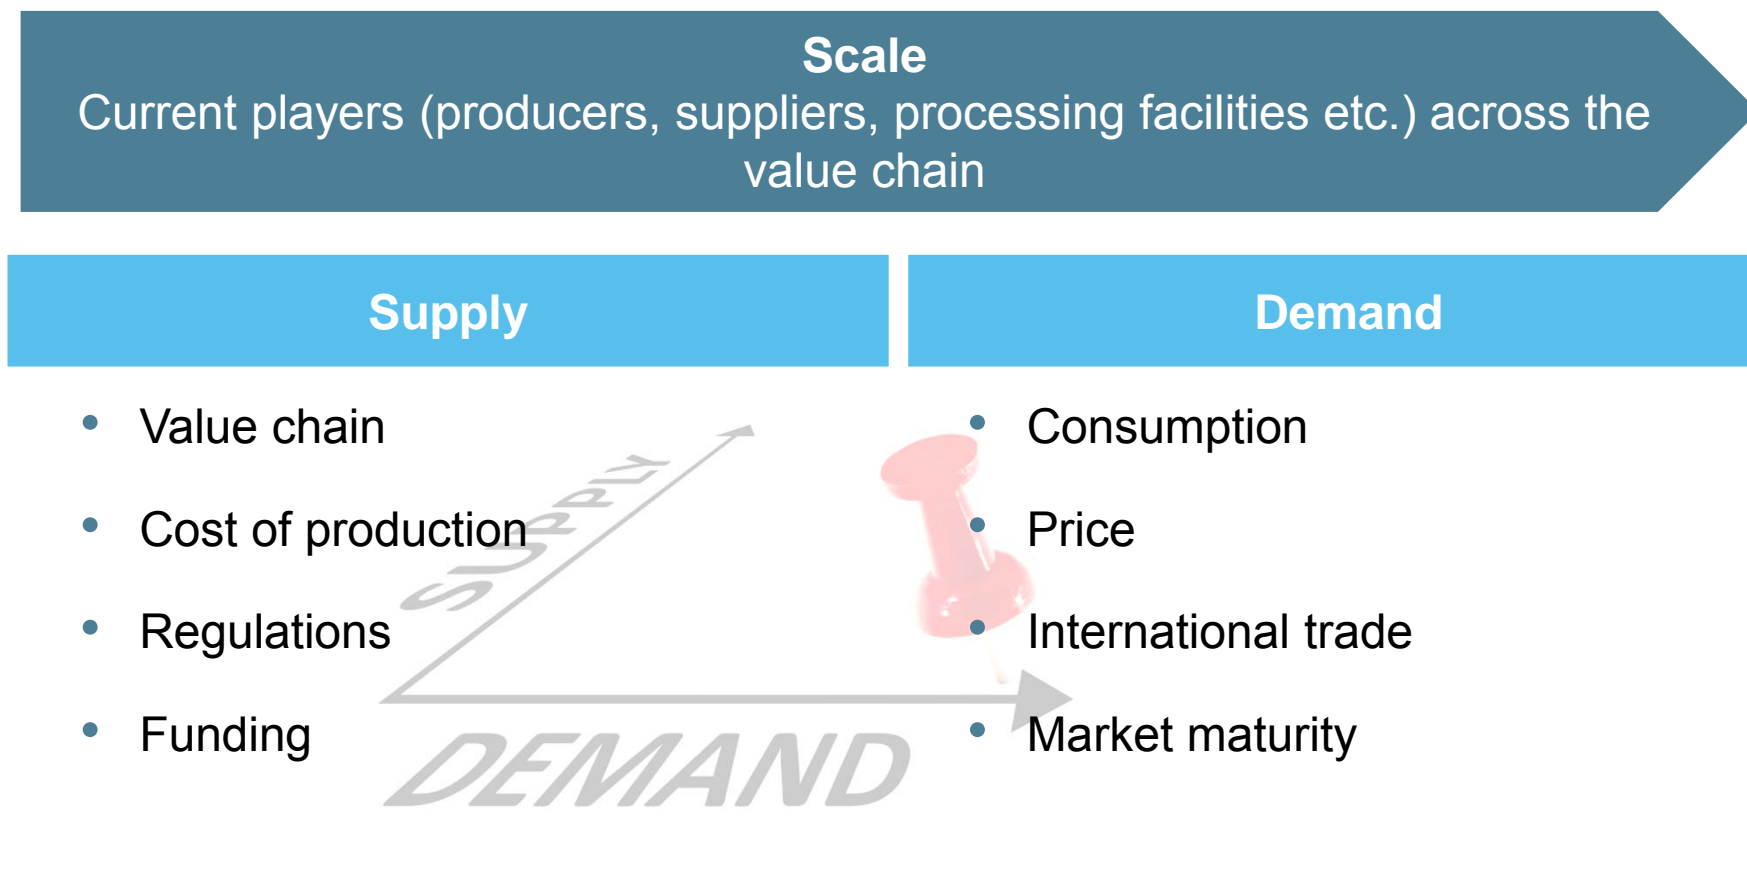 Scale
Current players (producers, suppliers, processing facilities etc.) across the
value chain
Supply
Demand
• Value chain
• Cost of production
• Regulations
• Funding
• Consumption
• Price
• International trade
• Market maturity
SUPPLY
DEMAND